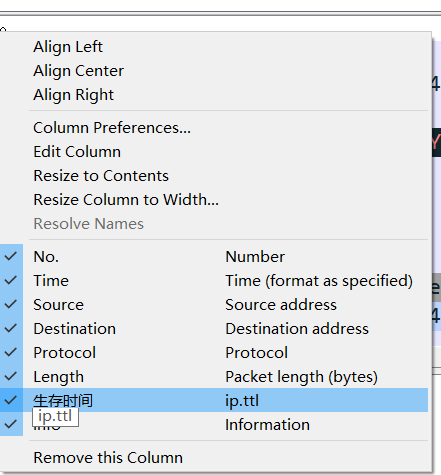 Align Left
Align Center
Align Right
Column Preferences...
Edit Column
Resize to Contents
Resize Column to Width...
Resolve Names
No. Number
Time Time (format as specified)
Source Source address
Destination Destination address
Protocol Protocol
Length Packet length (bytes)
生存时间 ip.ttl
ip.ttl
Information
Remove this Column